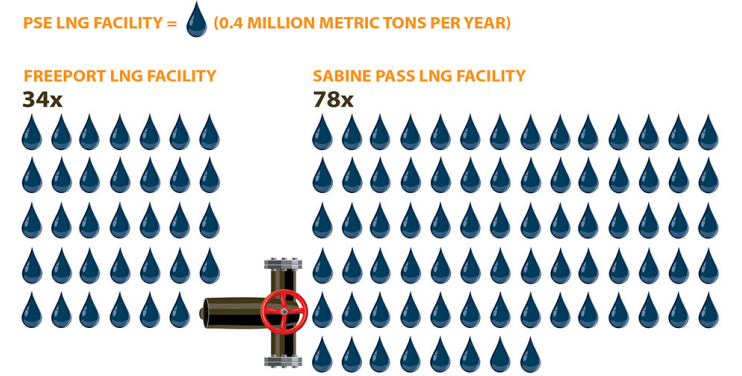 PSE LNG FACILITY = (0.4 MILLION METRIC TONS PER YEAR)
FREEPORT LNG FACILITY
34x
SABINE PASS LNG FACILITY
78x